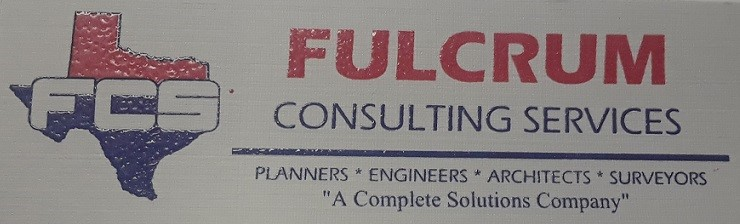 FCS
FULCRUM
CONSULTING SERVICES
PLANNERS * ENGINEERS * ARCHITECTS * SURVEYORS
"A Complete Solutions Company"